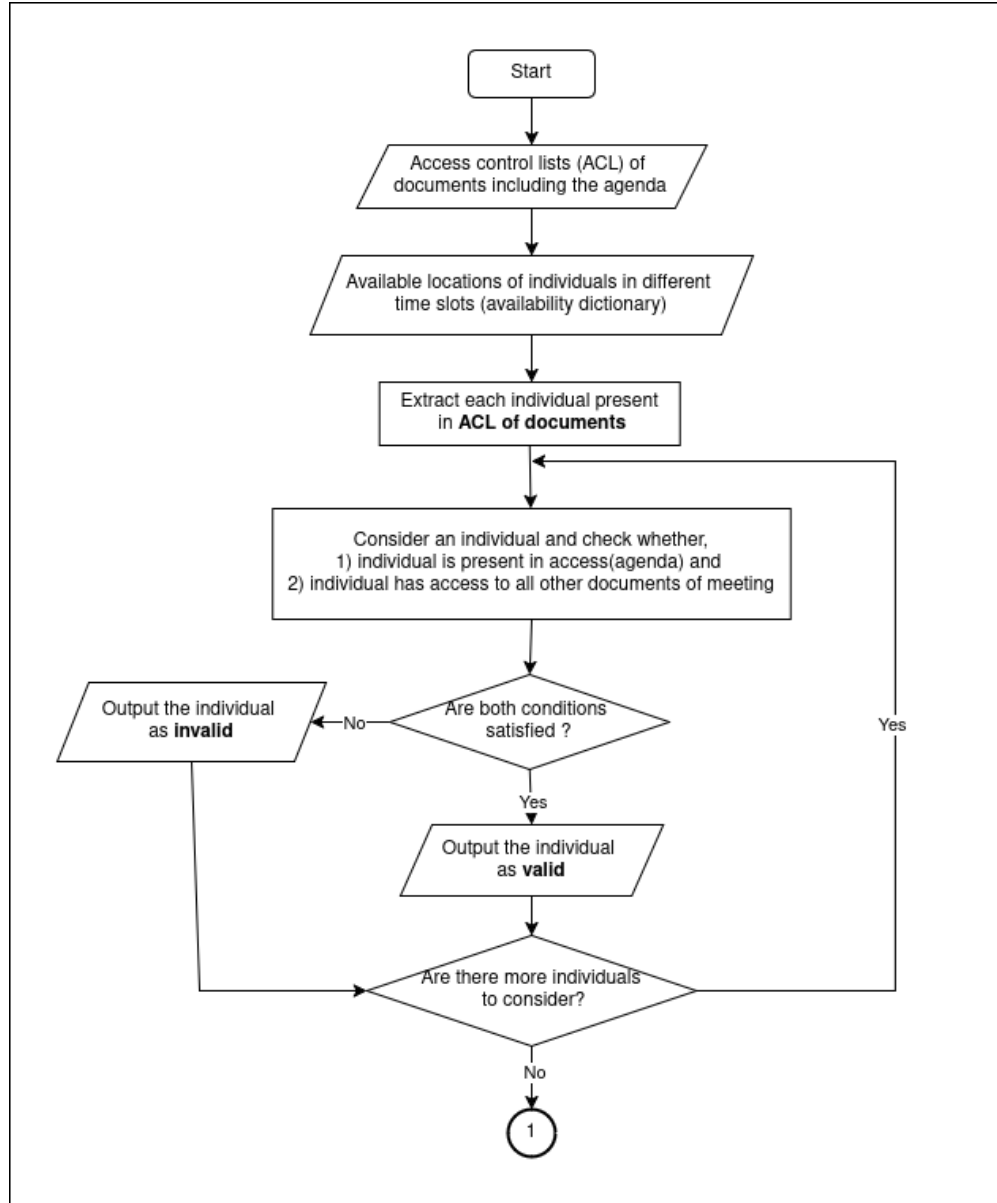 Start
Access control lists (ACL) of
documents including the agenda
Available locations of individuals in different
time slots (availability dictionary)
Extract each individual present
in ACL of documents
Consider an individual and check whether,
1) individual is present in access(agenda) and
2) individual has access to all other documents of meeting
Are both conditions
satisfied ?
No
Output the individual
as invalid
Yes
Yes
Output the individual
as valid
Are there more individuals
to consider?
No
1